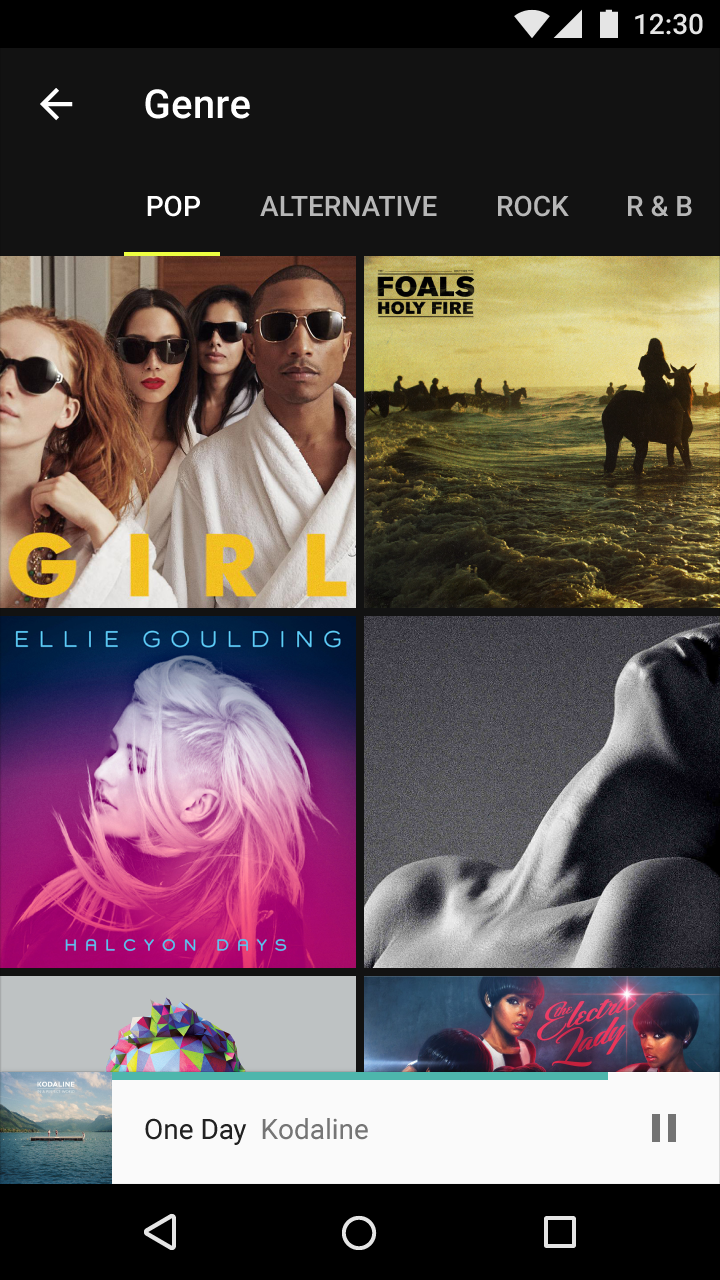 12:30
Genre
POP ALTERNATIVE ROCK R & B
GIRL
FOALS
HOLY FIRE
ELLIE GOULDING
HALCYON DAYS
the Electric
Lady
KODALINE
One Day Kodaline